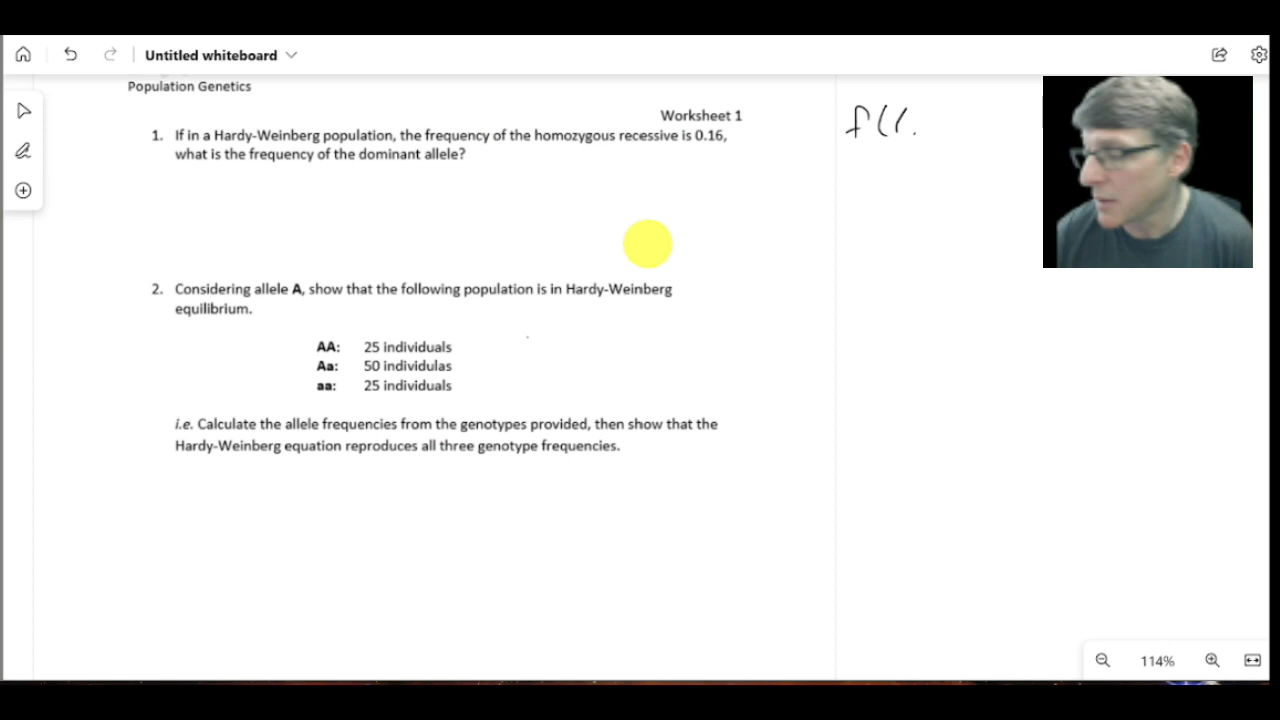 Untitled whiteboard
Population Genetics
Worksheet 1
1. If in a Hardy-Weinberg population, the frequency of the homozygous recessive is 0.16,
what is the frequency of the dominant allele?
f(
2. Considering allele A, show that the following population is in Hardy-Weinberg
equilibrium.
AA: 25 individuals
Aa: 50 individulas
aa: 25 individuals
i.e. Calculate the allele frequencies from the genotypes provided, then show that the
Hardy-Weinberg equation reproduces all three genotype frequencies.
114%